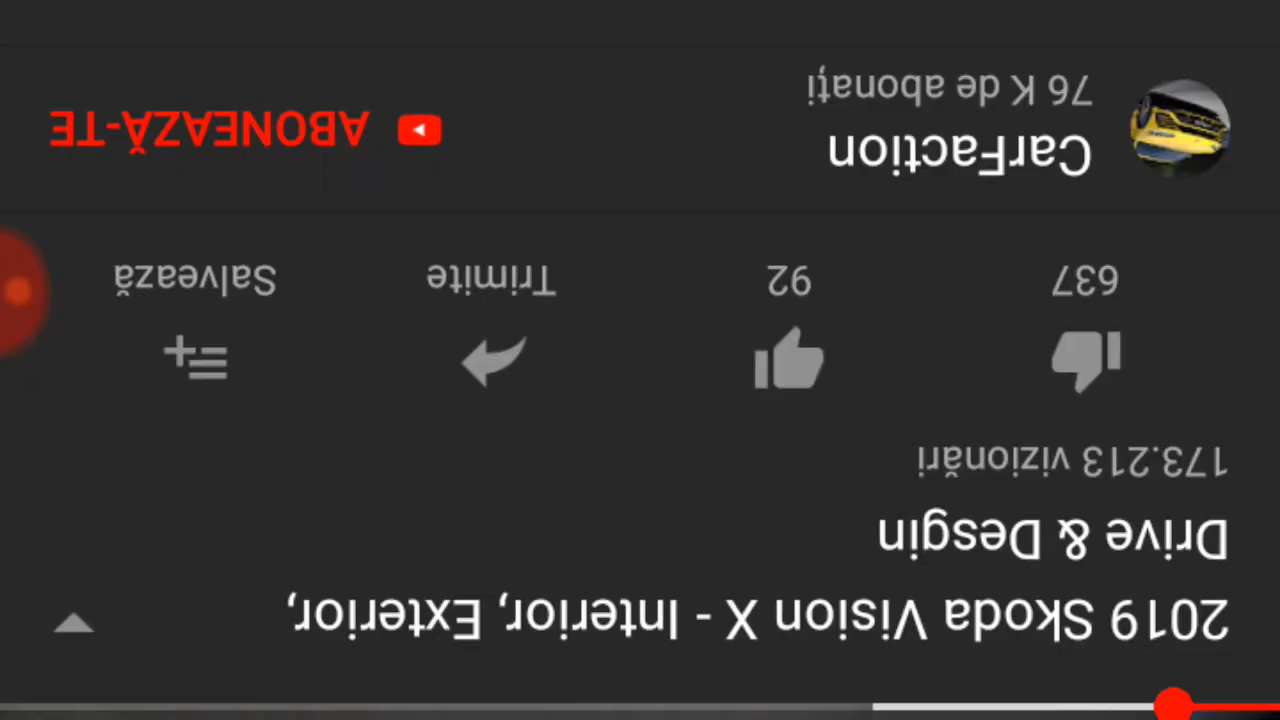 2019 Skoda Vision X - Interior, Exterior,
Drive & Desgin
173.213 vizionări
637
92
Trimite
Salvează
CarFaction
76 K de abonați
ABONEAZĂ-TE